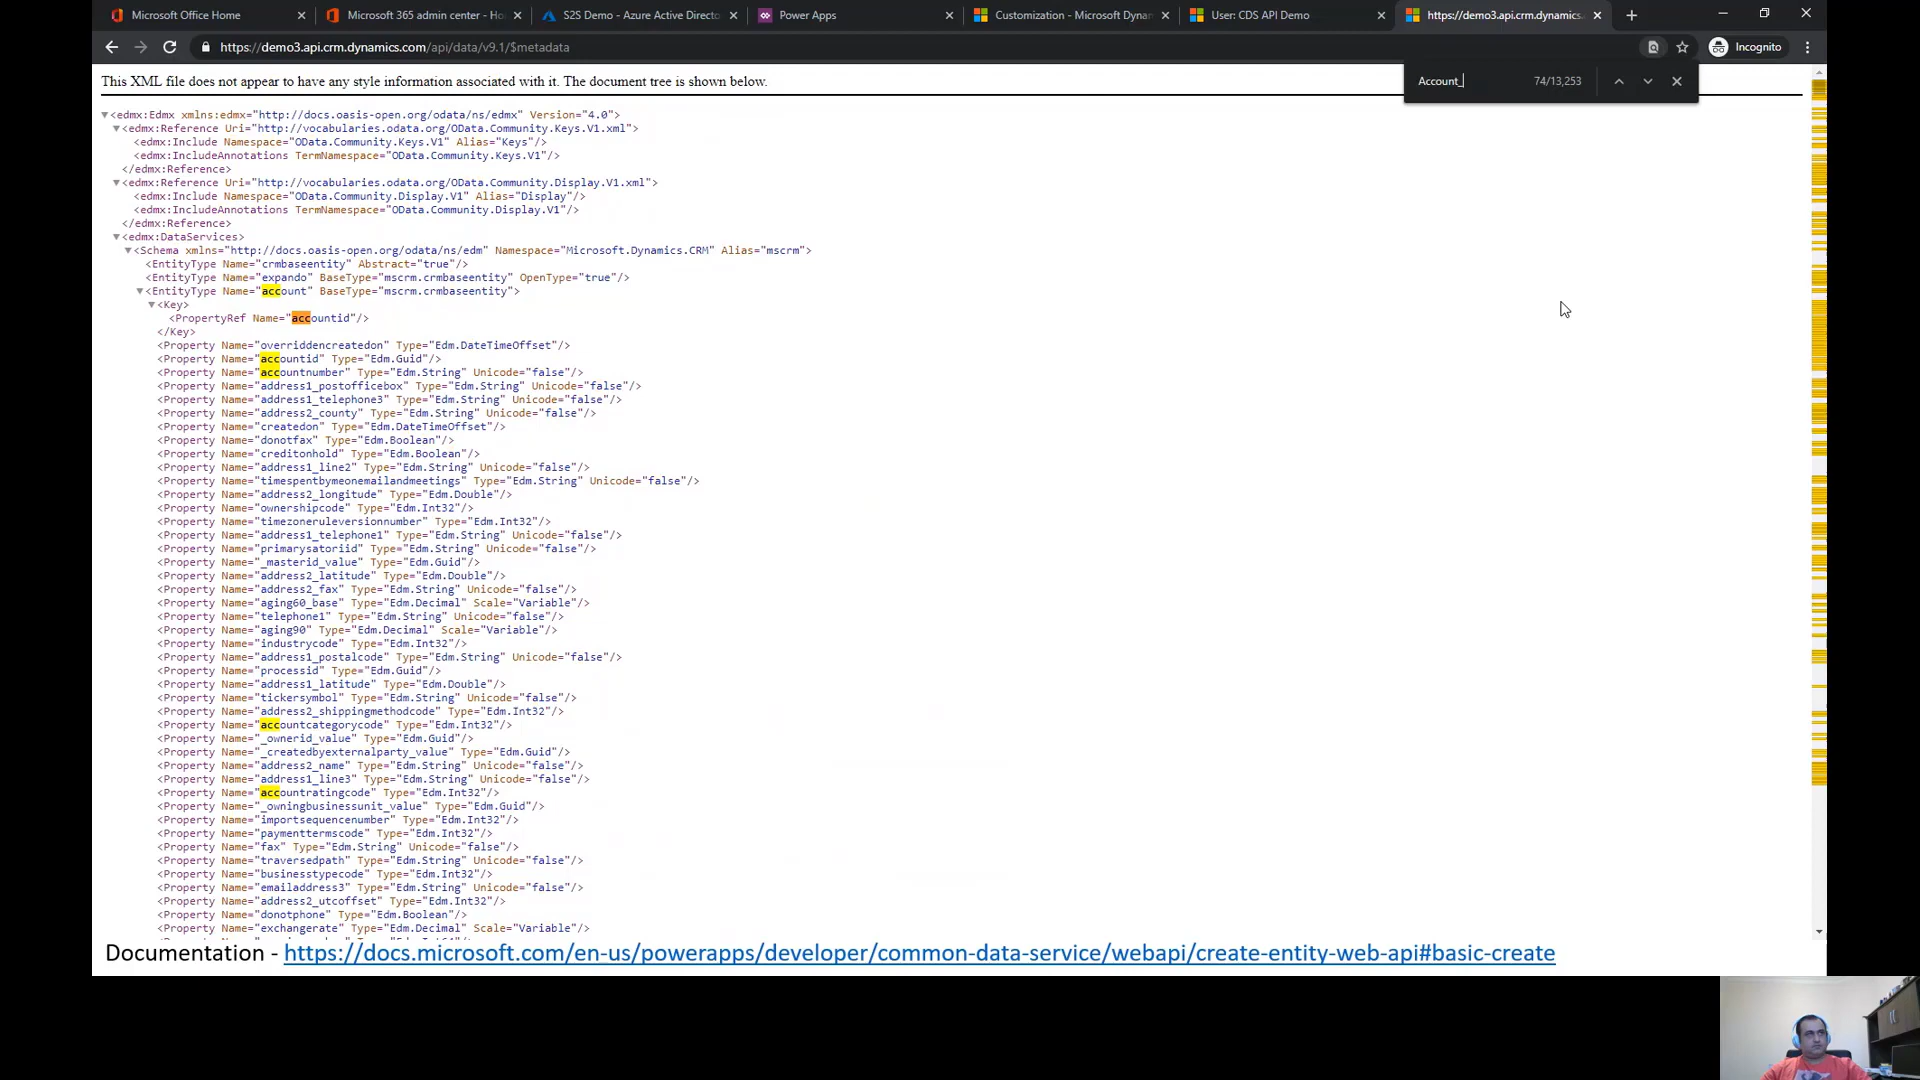 Microsoft Office Home
Microsoft 365 admin center - Ho
S2S Demo - Azure Active Directo
Power Apps
Customization - Microsoft Dynam
User: CDS API Demo
https://demo3.api.crm.dynamics.
https://demo3.api.crm.dynamics.com/api/data/v9.1/$metadata
Incognito
This XML file does not appear to have any style information associated with it. The document tree is shown below.
Account_
74/13,253
<edmx:Edmx xmlns:edmx="http://docs.oasis-open.org/odata/ns/edmx" Version="4.0">
<edmx:Reference Uri="http://vocabularies.odata.org/OData.Community.Keys.V1.xml">
<edmx:Include Namespace="OData.Community.Keys.V1" Alias="Keys"/>
<edmx:IncludeAnnotations TermNamespace="OData.Community.Keys.V1"/>
</edmx:Reference>
<edmx:Reference Uri="http://vocabularies.odata.org/OData.Community.Display.V1.xml">
<edmx:Include Namespace="OData.Community.Display.V1" Alias="Display"/>
<edmx:IncludeAnnotations TermNamespace="OData.Community.Display.V1"/>
</edmx:Reference>
<edmx:DataServices>
<Schema xmlns="http://docs.oasis-open.org/odata/ns/edm" Namespace="Microsoft.Dynamics.CRM" Alias="mscrm">
<EntityType Name="crmbaseentity" Abstract="true"/>
<EntityType Name="expando" BaseType="mscrm.crmbaseentity" OpenType="true"/>
<EntityType Name="account" BaseType="mscrm.crmbaseentity">
<Key>
<PropertyRef Name="accountid"/>
</Key>
<Property Name="overriddencreatedon" Type="Edm.DateTimeOffset"/>
<Property Name="accountid" Type="Edm.Guid"/>
<Property Name="accountnumber" Type="Edm.String" Unicode="false"/>
<Property Name="address1_postofficebox" Type="Edm.String" Unicode="false"/>
<Property Name="address1_telephone3" Type="Edm.String" Unicode="false"/>
<Property Name="address2_county" Type="Edm.String" Unicode="false"/>
<Property Name="createdon" Type="Edm.DateTimeOffset"/>
<Property Name="donotfax" Type="Edm.Boolean"/>
<Property Name="creditonhold" Type="Edm.Boolean"/>
<Property Name="address1_line2" Type="Edm.String" Unicode="false"/>
<Property Name="timespentbymeonemailandmeetings" Type="Edm.String" Unicode="false"/>
<Property Name="address2_longitude" Type="Edm.Double"/>
<Property Name="ownershipcode" Type="Edm.Int32"/>
<Property Name="timezoneruleversionnumber" Type="Edm.Int32"/>
<Property Name="address1_telephone1" Type="Edm.String" Unicode="false"/>
<Property Name="primarysatoriid" Type="Edm.String" Unicode="false"/>
<Property Name="_masterid_value" Type="Edm.Guid"/>
<Property Name="address2_latitude" Type="Edm.Double"/>
<Property Name="address2_fax" Type="Edm.String" Unicode="false"/>
<Property Name="aging60_base" Type="Edm.Decimal" Scale="Variable"/>
<Property Name="telephone1" Type="Edm.String" Unicode="false"/>
<Property Name="aging90" Type="Edm.Decimal" Scale="Variable"/>
<Property Name="industrycode" Type="Edm.Int32"/>
<Property Name="address1_postalcode" Type="Edm.String" Unicode="false"/>
<Property Name="processid" Type="Edm.Guid"/>
<Property Name="address1_latitude" Type="Edm.Double"/>
<Property Name="tickersymbol" Type="Edm.String" Unicode="false"/>
<Property Name="address2_shippingmethodcode" Type="Edm.Int32"/>
<Property Name="accountcategorycode" Type="Edm.Int32"/>
<Property Name="_ownerid_value" Type="Edm.Guid"/>
<Property Name="_createdbyexternalparty_value" Type="Edm.Guid"/>
<Property Name="address2_name" Type="Edm.String" Unicode="false"/>
<Property Name="address1_line3" Type="Edm.String" Unicode="false"/>
<Property Name="accountratingcode" Type="Edm.Int32"/>
<Property Name="_owningbusinessunit_value" Type="Edm.Guid"/>
<Property Name="importsequencenumber" Type="Edm.Int32"/>
<Property Name="paymenttermscode" Type="Edm.Int32"/>
<Property Name="fax" Type="Edm.String" Unicode="false"/>
<Property Name="traversedpath" Type="Edm.String" Unicode="false"/>
<Property Name="businesstypecode" Type="Edm.Int32"/>
<Property Name="emailaddress3" Type="Edm.String" Unicode="false"/>
<Property Name="address2_utcoffset" Type="Edm.Int32"/>
<Property Name="donotphone" Type="Edm.Boolean"/>
<Property Name="exchangerate" Type="Edm.Decimal" Scale="Variable"/>
Documentation - https://docs.microsoft.com/en-us/powerapps/developer/common-data-service/webapi/create-entity-web-api#basic-create